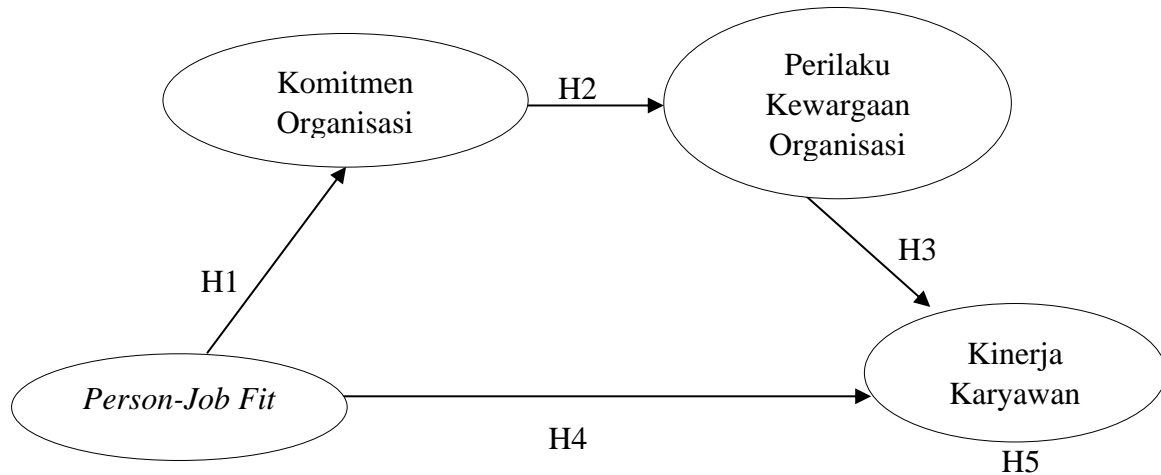 Komitmen
Organisasi
H2
Perilaku
Kewargaan
Organisasi
H1
H3
Person-Job Fit
Kinerja
Karyawan
H4
H5